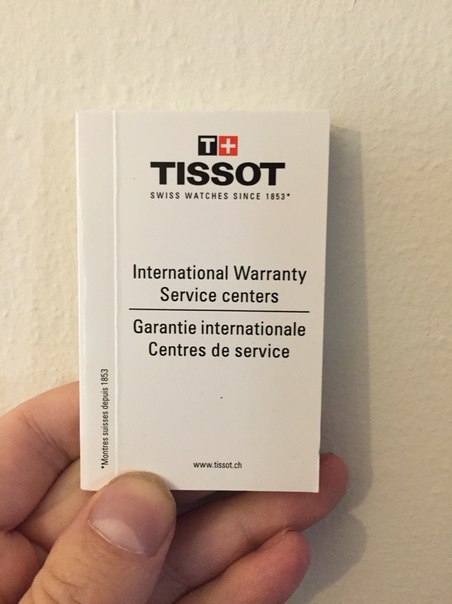 T+
TISSOT
SWISS WATCHES SINCE 1853*
International Warranty
Service centers
Garantie internationale
Centres de service
*Montres suisses depuis 1853
www.tissot.ch